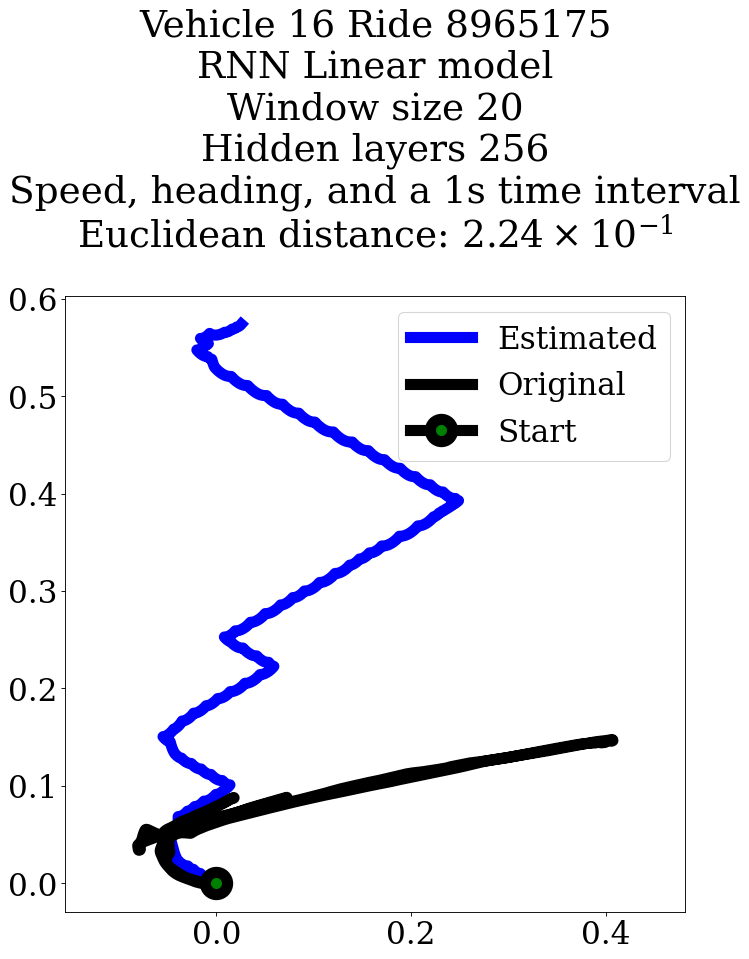 Vehicle 16 Ride 8965175
RNN Linear model
Window size 20
Hidden layers 256
Speed, heading, and a 1s time interval
Euclidean distance: 2.24 × 10⁻¹
0.6
0.5
0.4
0.3
0.2
0.1
0.0
Estimated
Original
Start
0.0 0.2 0.4